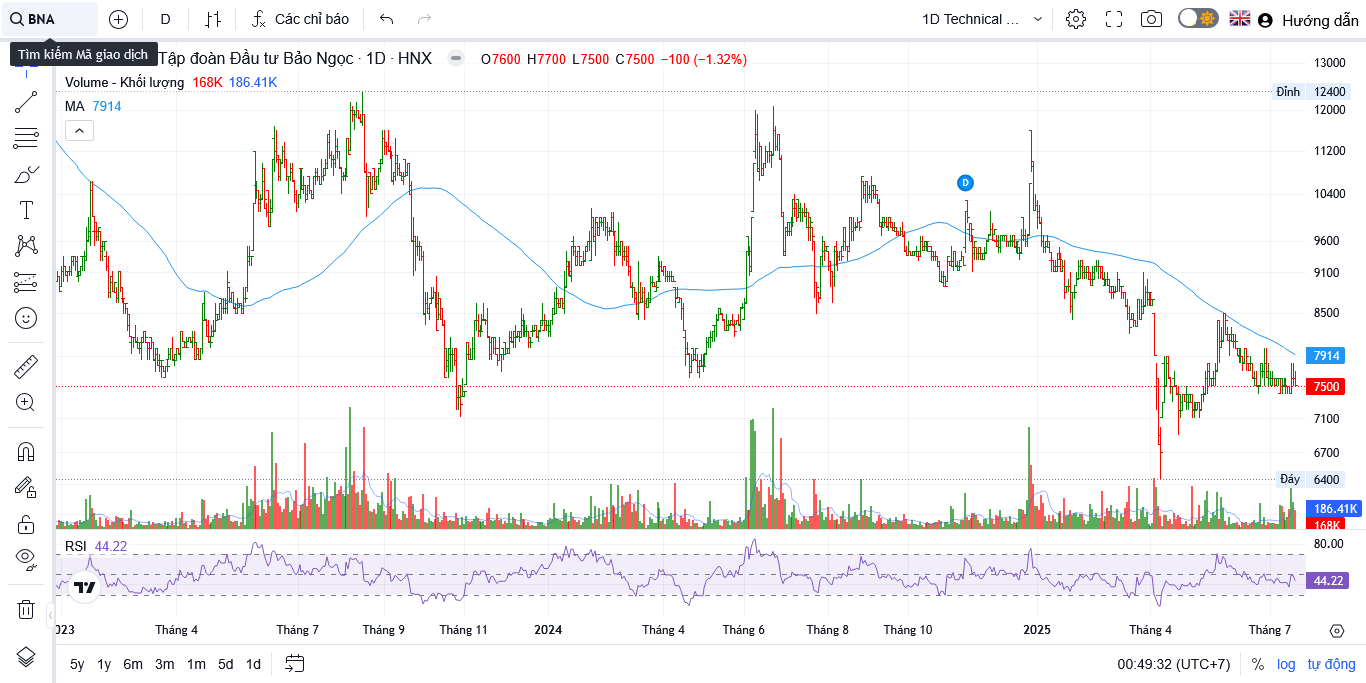 BNA
D
Các chỉ báo
1D Technical ...
Hướng dẫn
Tìm kiếm Mã giao dịch
Tập đoàn Đầu tư Bảo Ngọc · 1D · HNX
O7600 H7700 L7500 C7500 −100 (−1.32%)
Volume - Khối lượng 168K 186.41K
MA 7914
13000
Đỉnh 12400
12000
11200
10400
D
9600
9100
8500
7914
7500
7100
6700
Đáy 6400
186.41K
168K
RSI 44.22
80.00
44.22
023 Tháng 4 Tháng 7 Tháng 9 Tháng 11 2024 Tháng 4 Tháng 6 Tháng 8 Tháng 10 2025 Tháng 4 Tháng 7
5y 1y 6m 3m 1m 5d 1d
00:49:32 (UTC+7) % log tự động